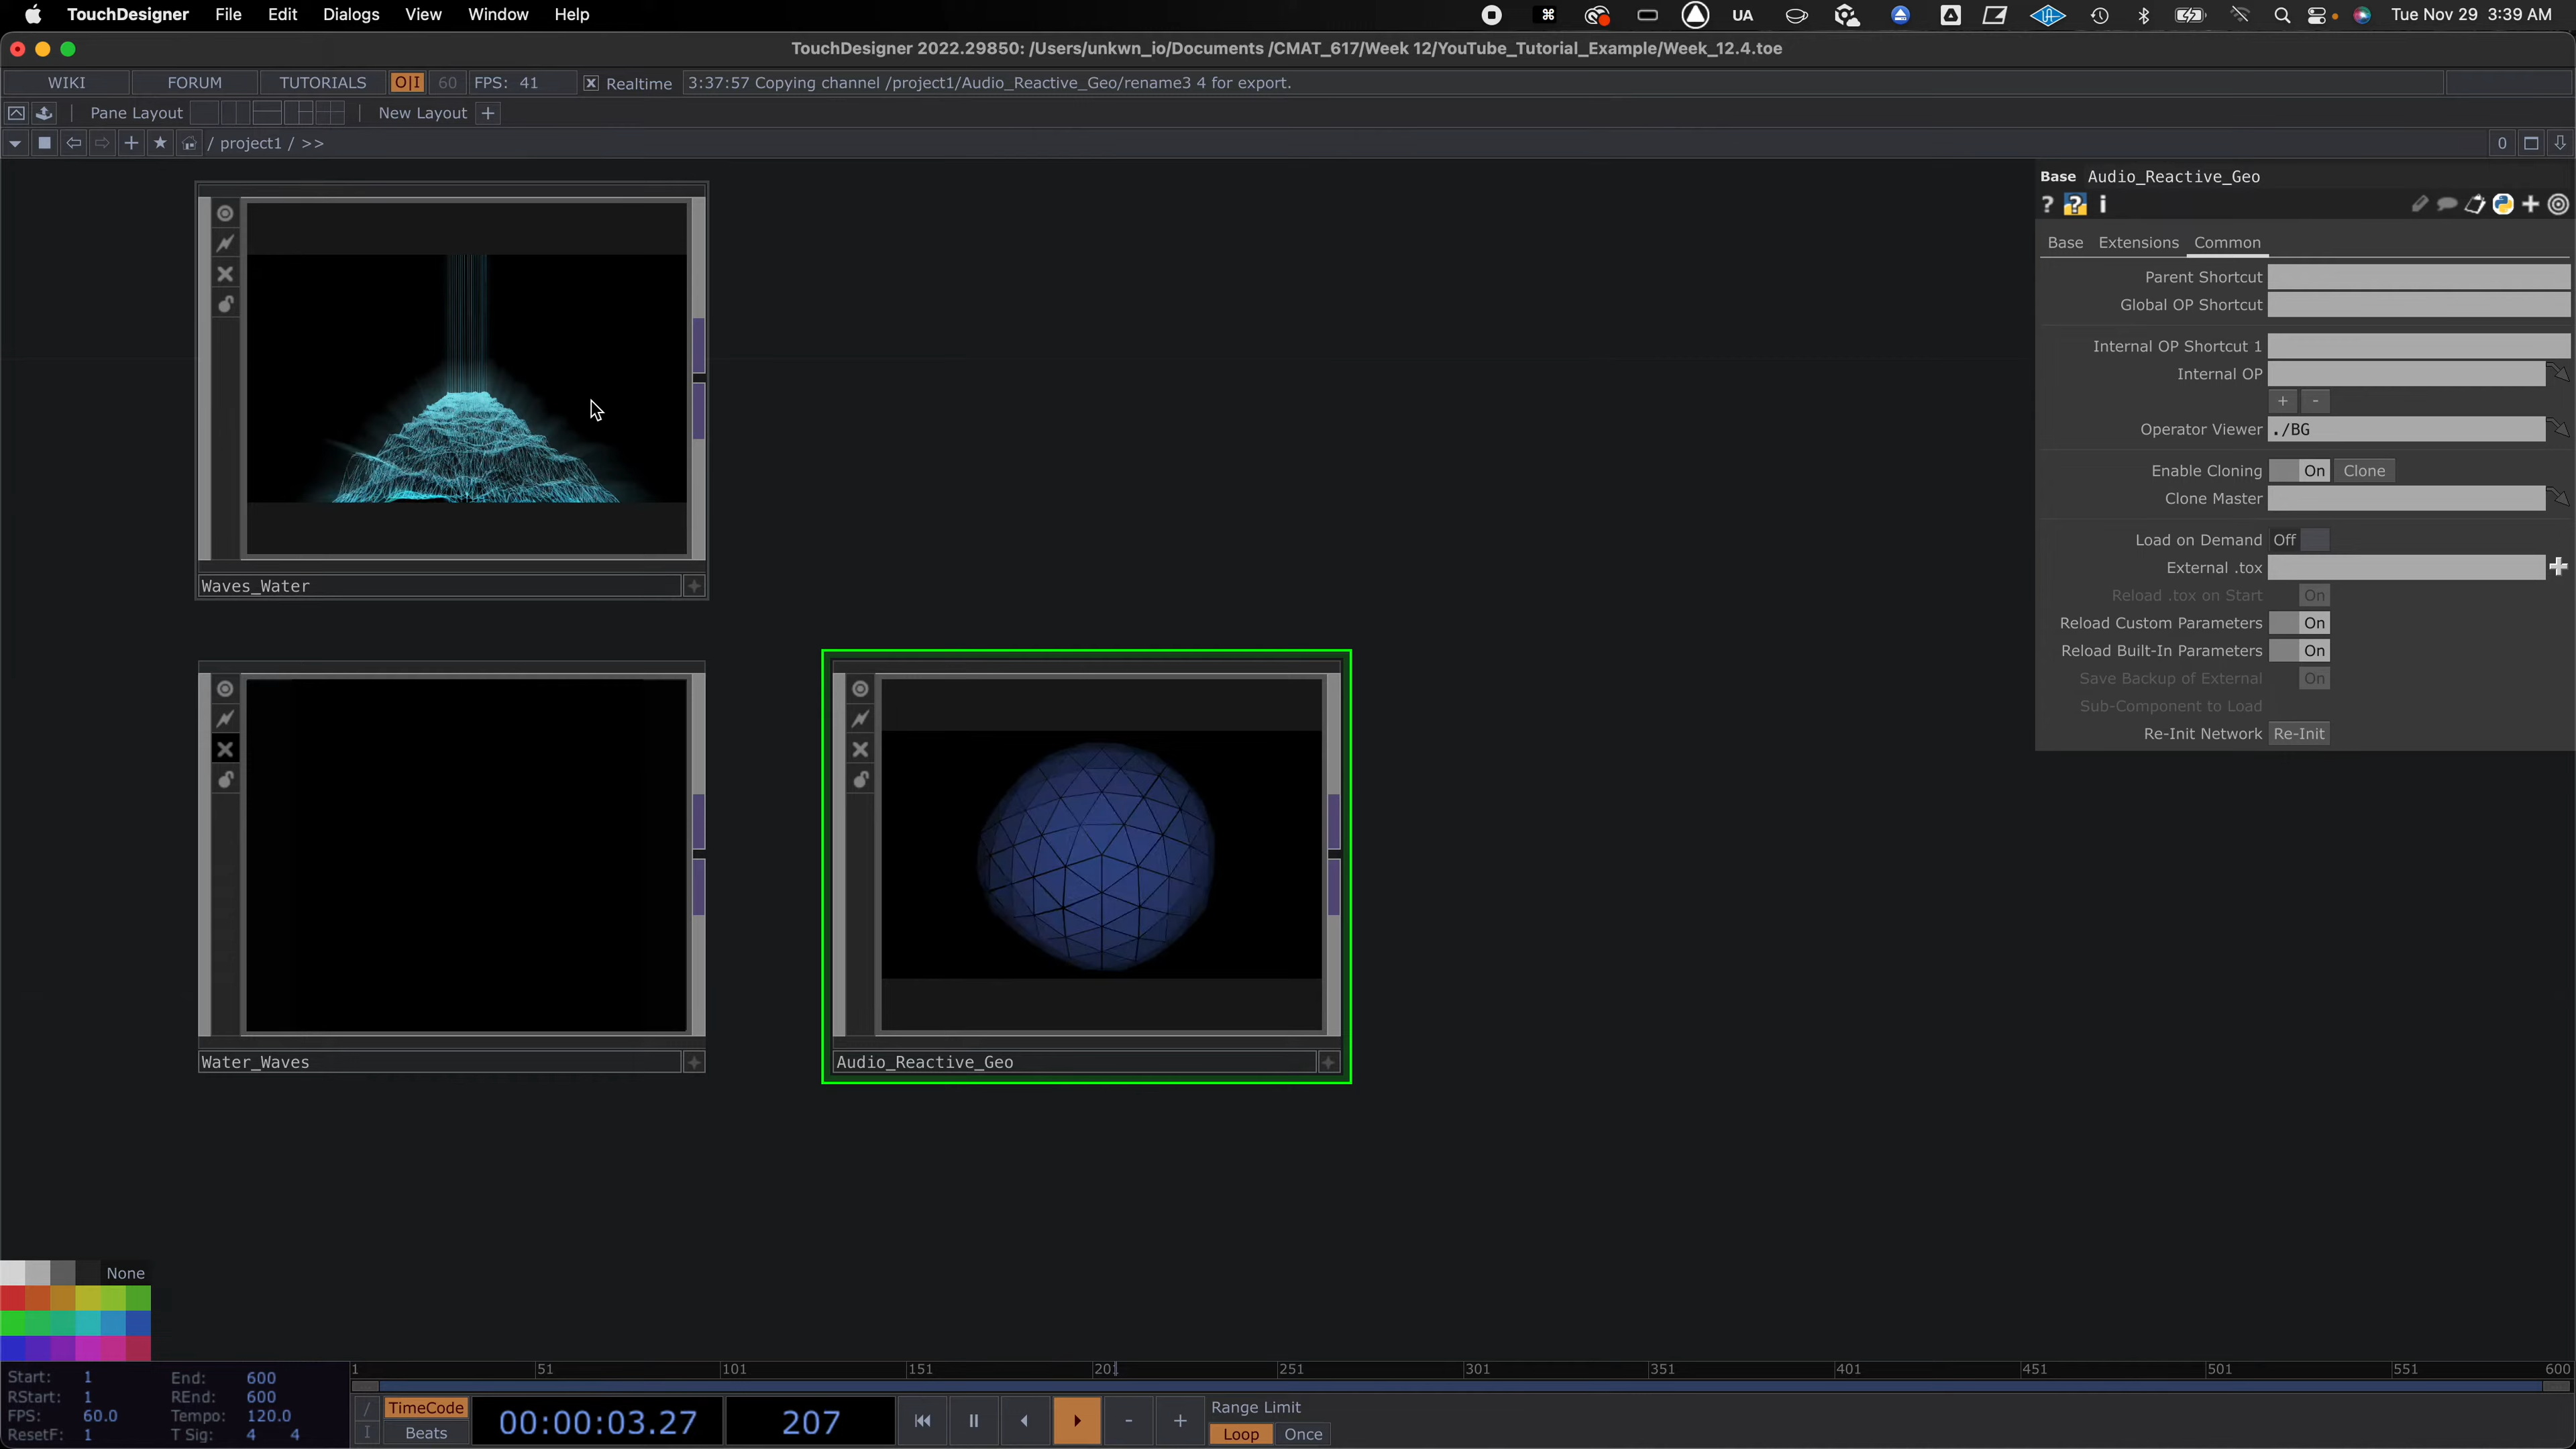 TouchDesigner File Edit Dialogs View Window Help UA Tue Nov 29 3:39 AM
TouchDesigner 2022.29850: /Users/unkwn_io/Documents /CMAT_617/Week 12/YouTube_Tutorial_Example/Week_12.4.toe
WIKI FORUM TUTORIALS O|I 60 FPS: 41 Realtime 3:37:57 Copying channel /project1/Audio_Reactive_Geo/rename3 4 for export.
Pane Layout New Layout +
/ project1 / >> 0
Base Audio_Reactive_Geo
Base Extensions Common
Parent Shortcut
Global OP Shortcut
Internal OP Shortcut 1
Internal OP
+ -
Operator Viewer ./BG
Enable Cloning On Clone
Clone Master
Load on Demand Off
External .tox
Reload .tox on Start On
Reload Custom Parameters On
Reload Built-In Parameters On
Save Backup of External On
Sub-Component to Load
Re-Init Network Re-Init
Waves_Water
Water_Waves
Audio_Reactive_Geo
None
1 51 101 151 201 251 301 351 401 451 501 551 600
Start: 1 End: 600
RStart: 1 REnd: 600
FPS: 60.0 Tempo: 120.0
ResetF: 1 T Sig: 4 4
/ TimeCode
I Beats
00:00:03.27 207 - +
Range Limit
Loop Once